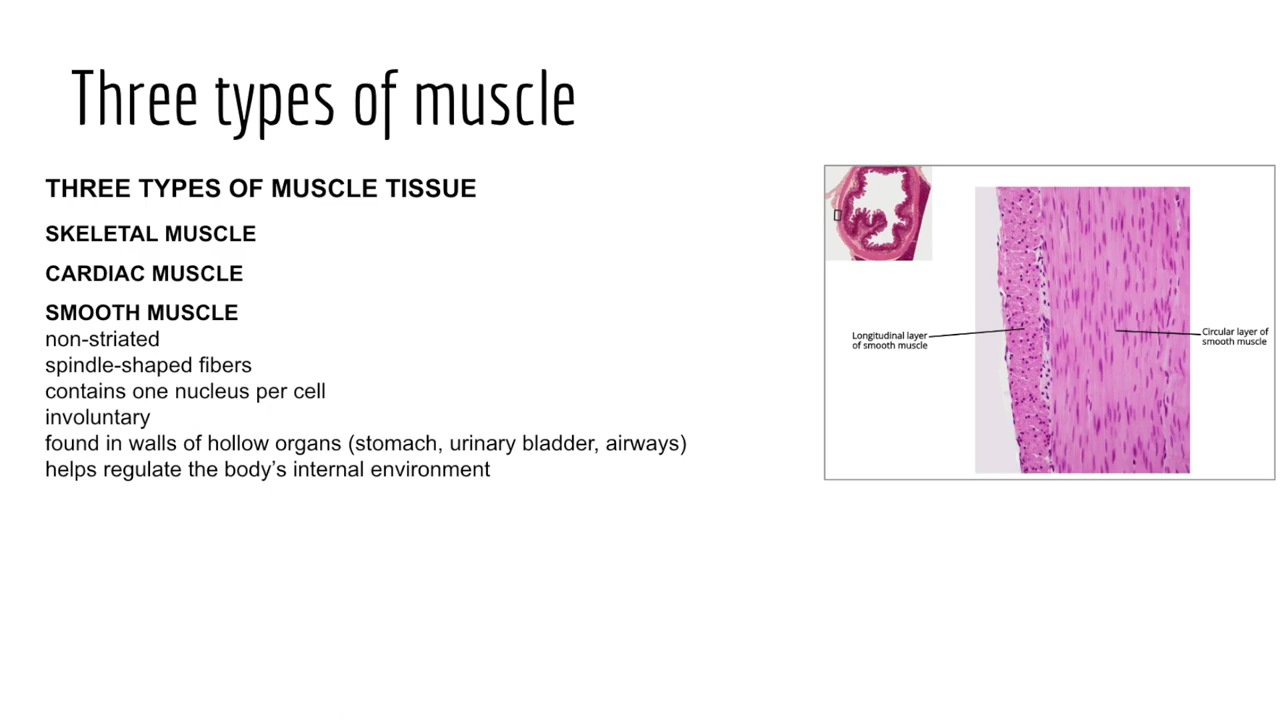 Three types of muscle
THREE TYPES OF MUSCLE TISSUE
SKELETAL MUSCLE
CARDIAC MUSCLE
SMOOTH MUSCLE
non-striated
spindle-shaped fibers
contains one nucleus per cell
involuntary
found in walls of hollow organs (stomach, urinary bladder, airways)
helps regulate the body’s internal environment
Longitudinal layer
of smooth muscle
Circular layer of
smooth muscle